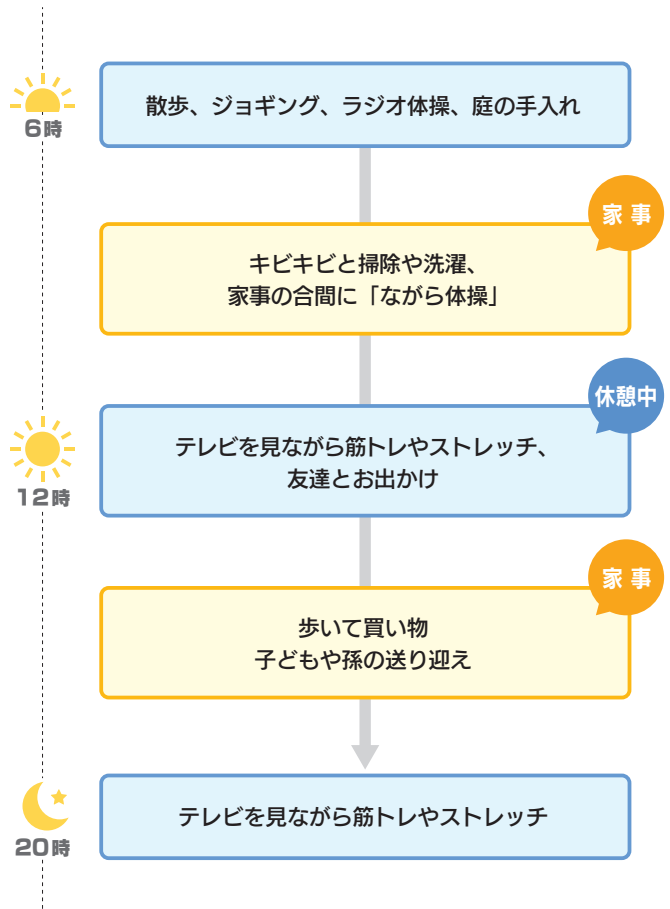 6時
散歩、ジョギング、ラジオ体操、庭の手入れ
家事
キビキビと掃除や洗濯、
家事の合間に「ながら体操」
休憩中
12時
テレビを見ながら筋トレやストレッチ、
友達とお出かけ
家事
歩いて買い物
子どもや孫の送り迎え
20時
テレビを見ながら筋トレやストレッチ